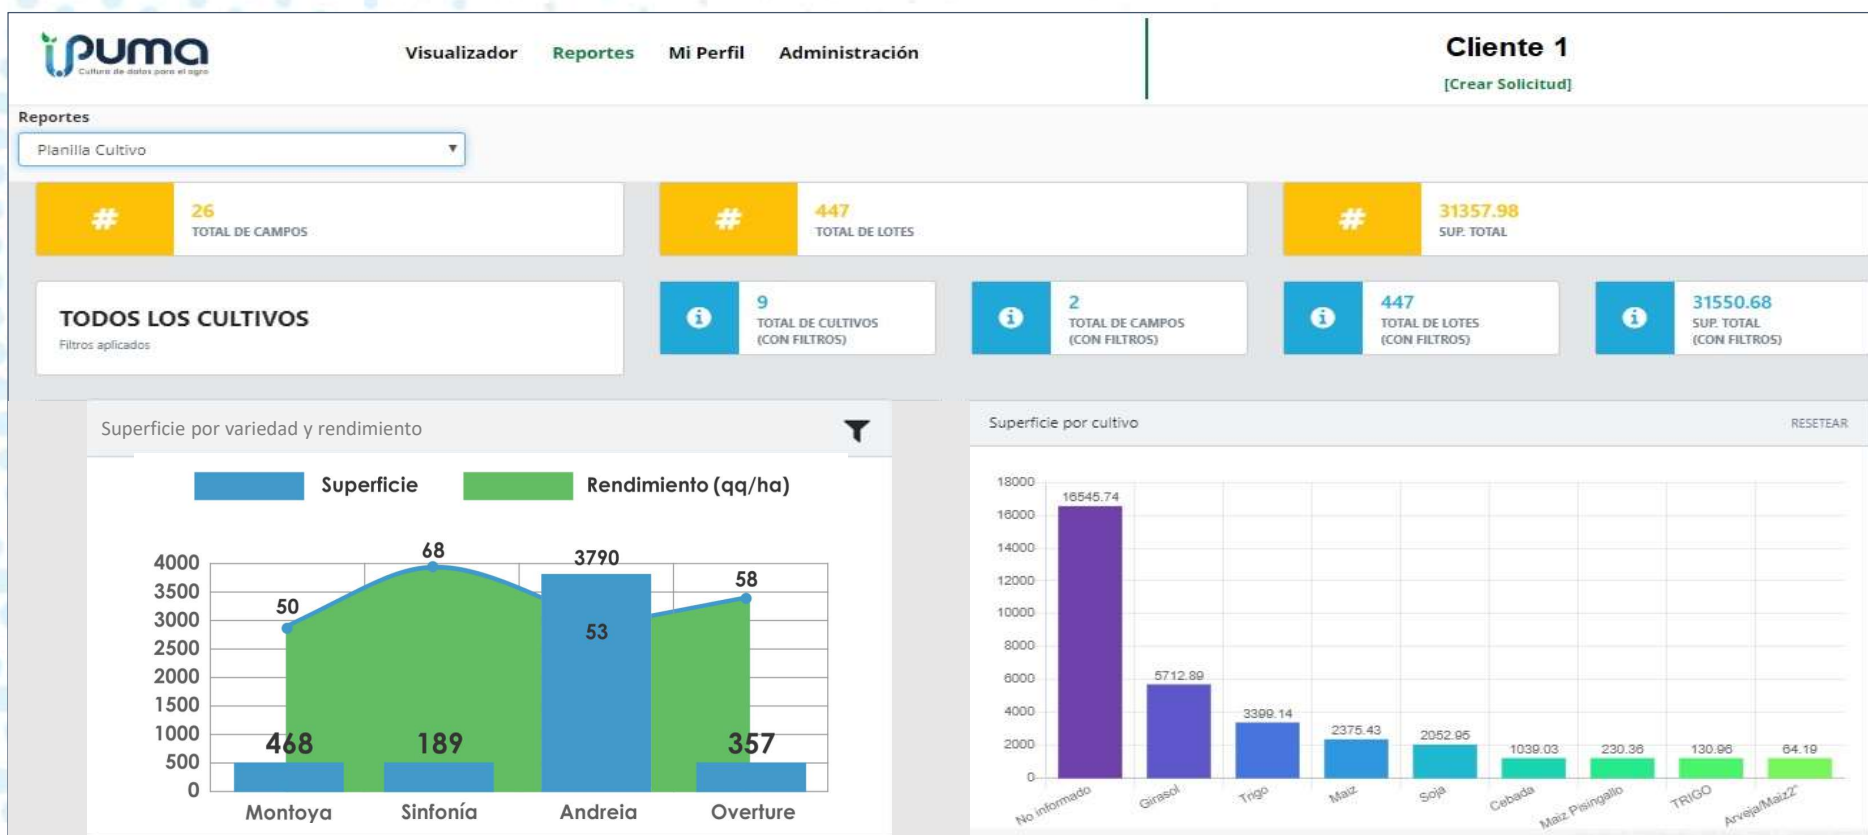 iPUMA
Cultura de datos para el agro
Visualizador Reportes Mi Perfil Administración
Cliente 1
[Crear Solicitud]
Reportes
Planilla Cultivo
# 26
TOTAL DE CAMPOS
# 447
TOTAL DE LOTES
# 31357.98
SUP. TOTAL
TODOS LOS CULTIVOS
Filtros aplicados
9
TOTAL DE CULTIVOS
(CON FILTROS)
2
TOTAL DE CAMPOS
(CON FILTROS)
447
TOTAL DE LOTES
(CON FILTROS)
31550.68
SUP. TOTAL
(CON FILTROS)
Superficie por variedad y rendimiento
Superficie Rendimiento (qq/ha)
4000
3500
3000
2500
2000
1500
1000
500
0
50
68
3790
53
58
468
189
357
Montoya Sinfonía Andreia Overture
Superficie por cultivo
RESETEAR
18000
16000
14000
12000
10000
8000
6000
4000
2000
0
16545.74
5712.89
3399.14
2375.43
2052.95
1039.03
230.36
130.96
64.19
No informado Girasol Trigo Maiz Soja Cebada Maiz Pisingallo TRIGO Arveja/Maiz2°